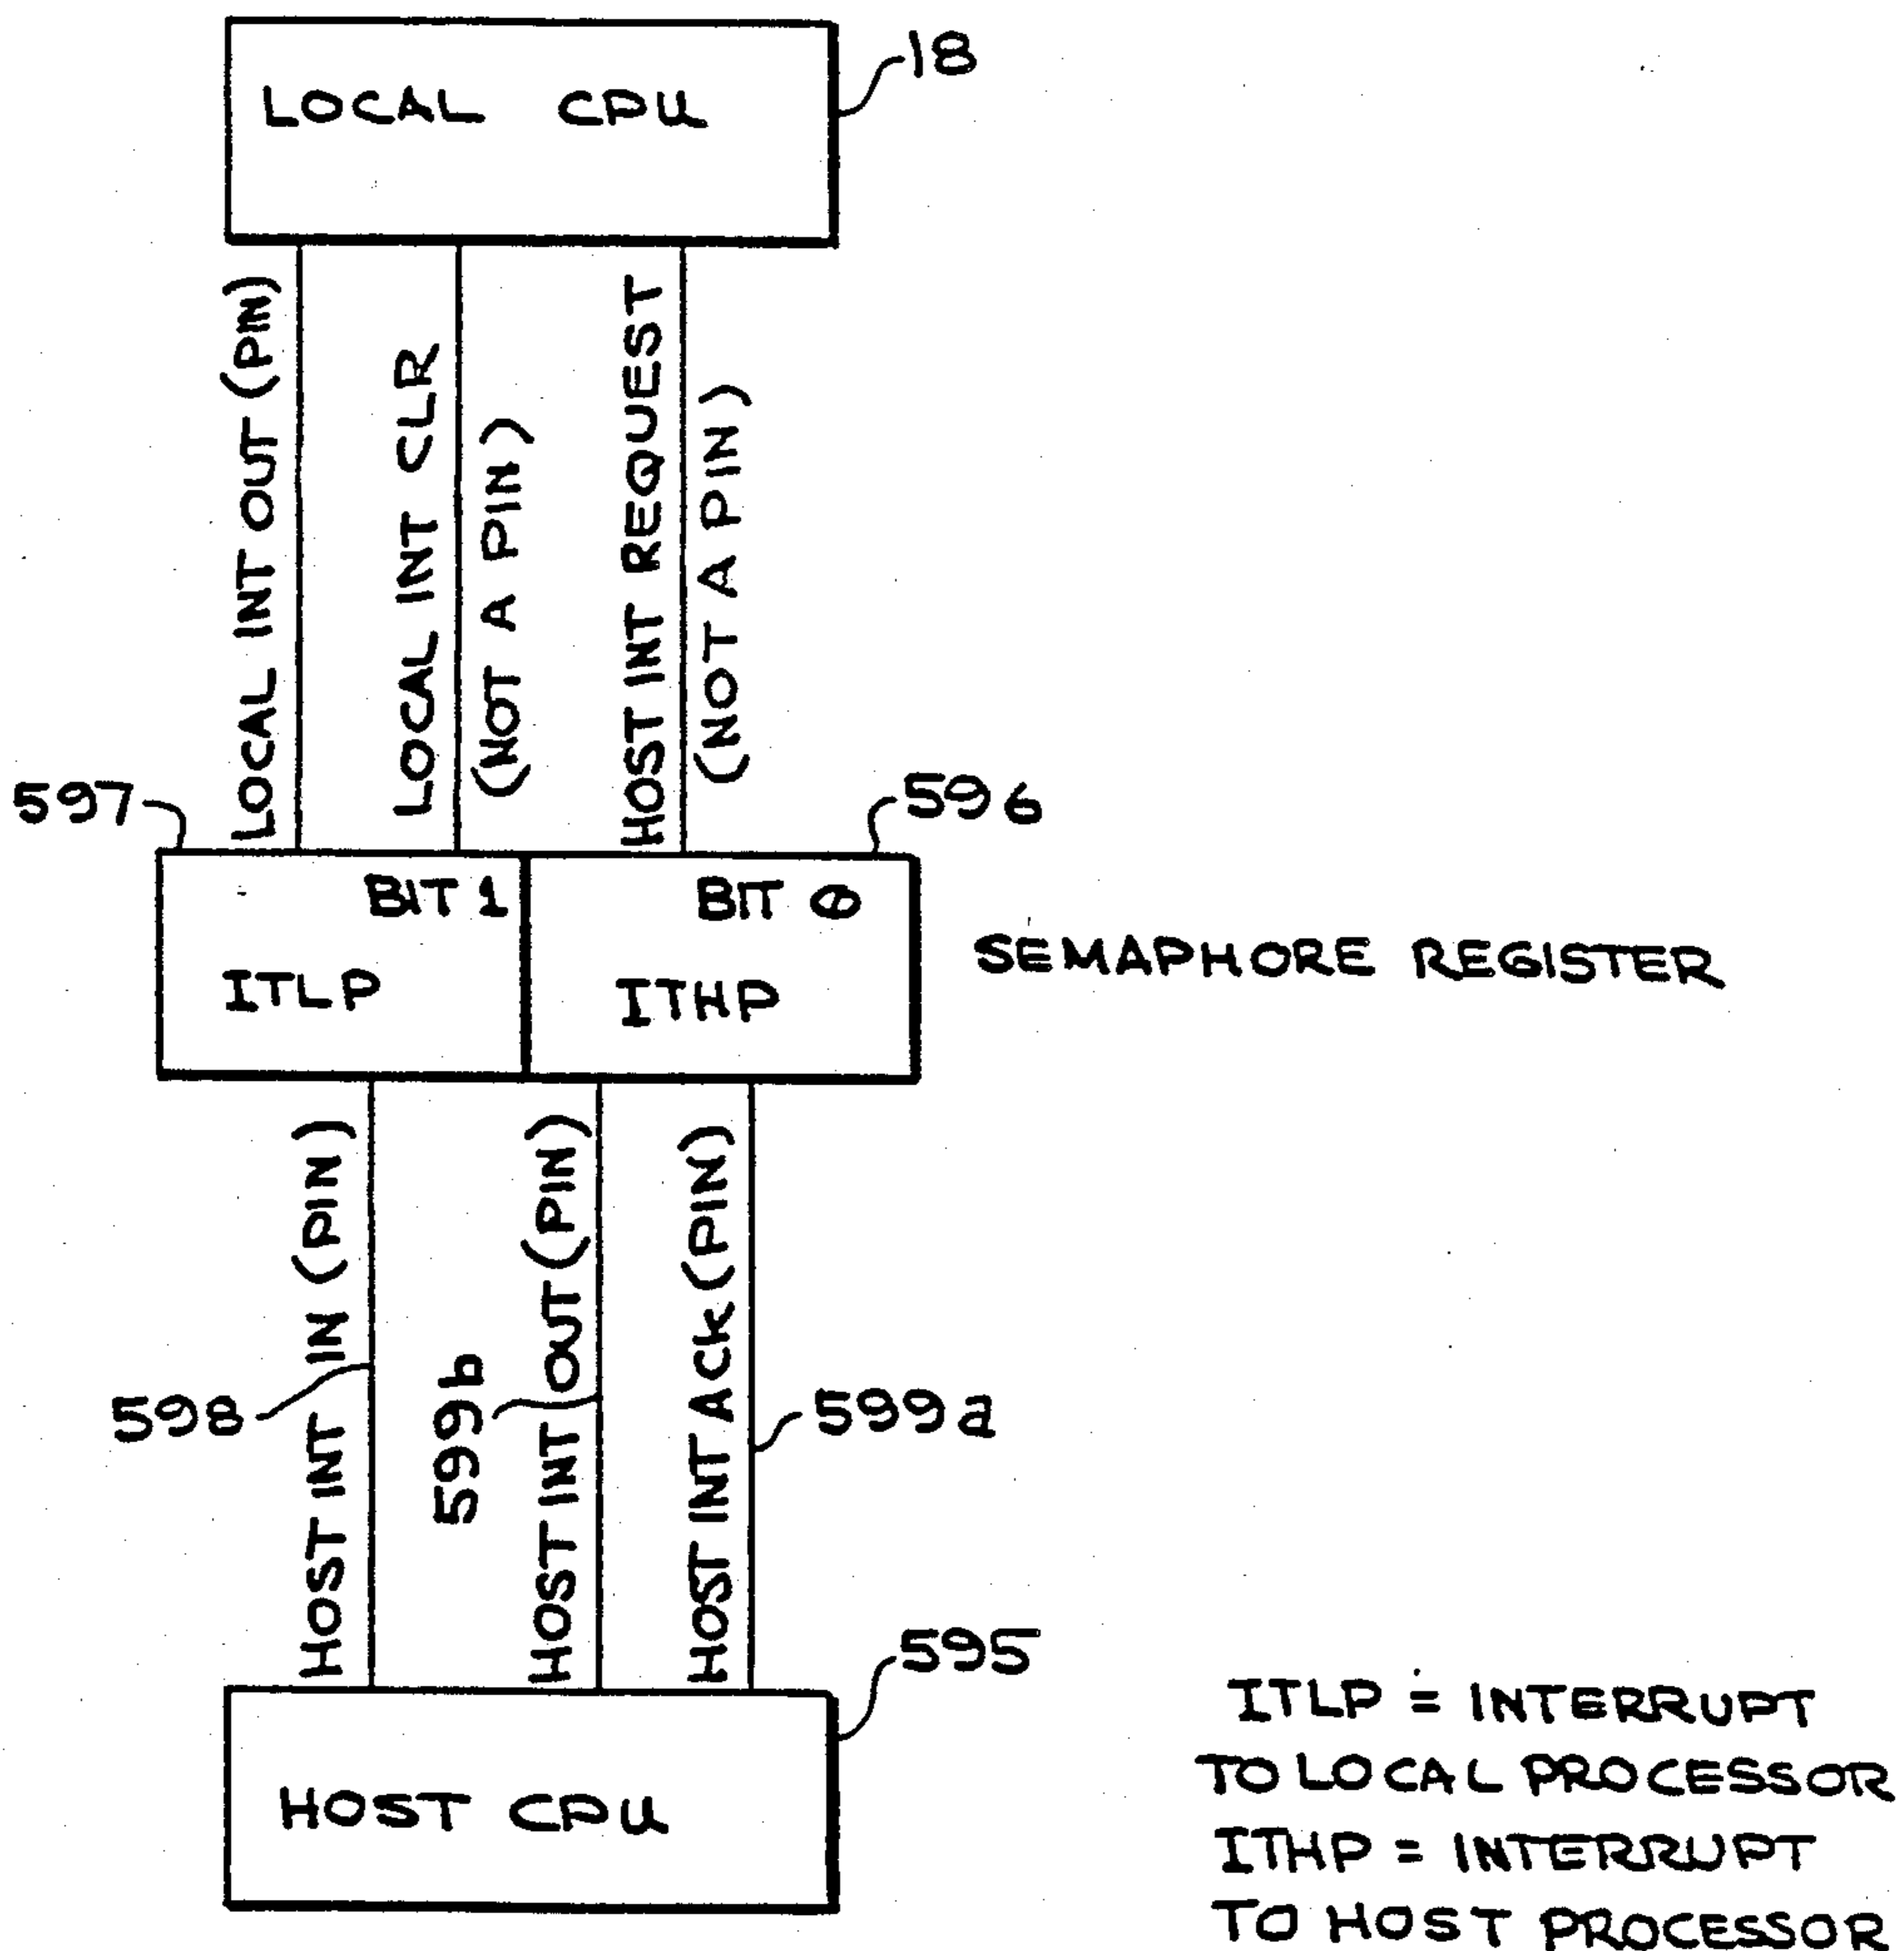 LOCAL CPU
18
LOCAL INT OUT (PIN)
LOCAL INT CLR
(NOT A PIN)
HOST INT REQUEST
(NOT A PIN)
597
596
BIT 1
BIT 0
ITLP
ITHP
SEMAPHORE REGISTER
HOST INT IN (PIN)
598
599b
HOST INT OUT (PIN)
HOST INT ACK (PIN)
599a
595
HOST CPU
ITLP = INTERRUPT
TO LOCAL PROCESSOR
ITHP = INTERRUPT
TO HOST PROCESSOR